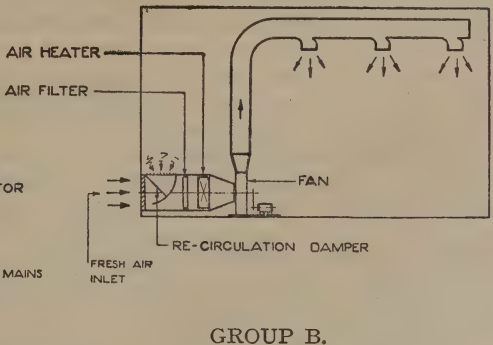 AIR HEATER
AIR FILTER
TOR
FAN
RE-CIRCULATION DAMPER
MAINS
FRESH AIR
INLET
GROUP B.